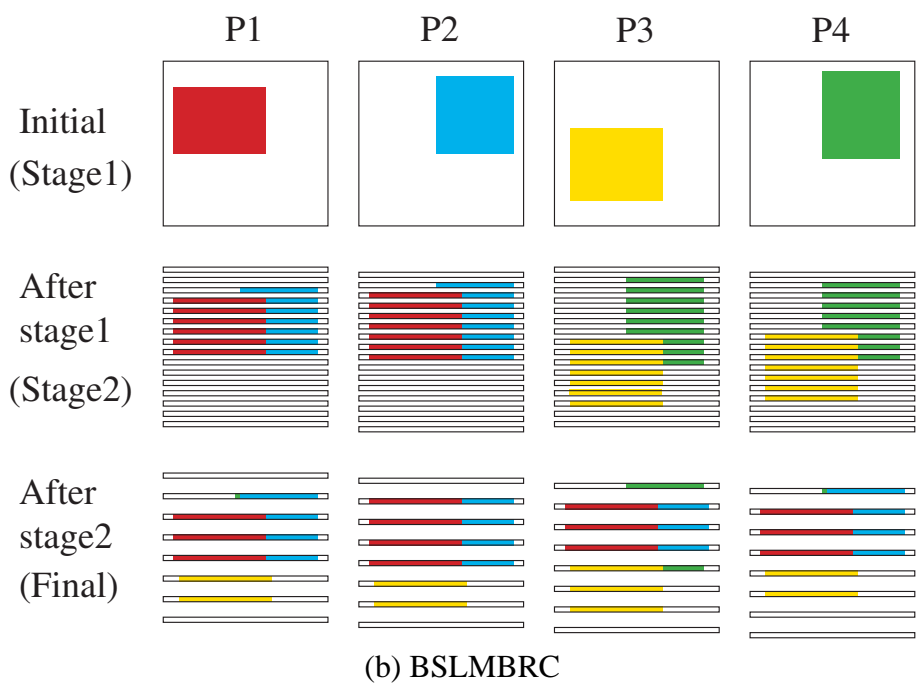 P1 P2 P3 P4
Initial
(Stage1)
After
stage1
(Stage2)
After
stage2
(Final)
(b) BSLMBRC